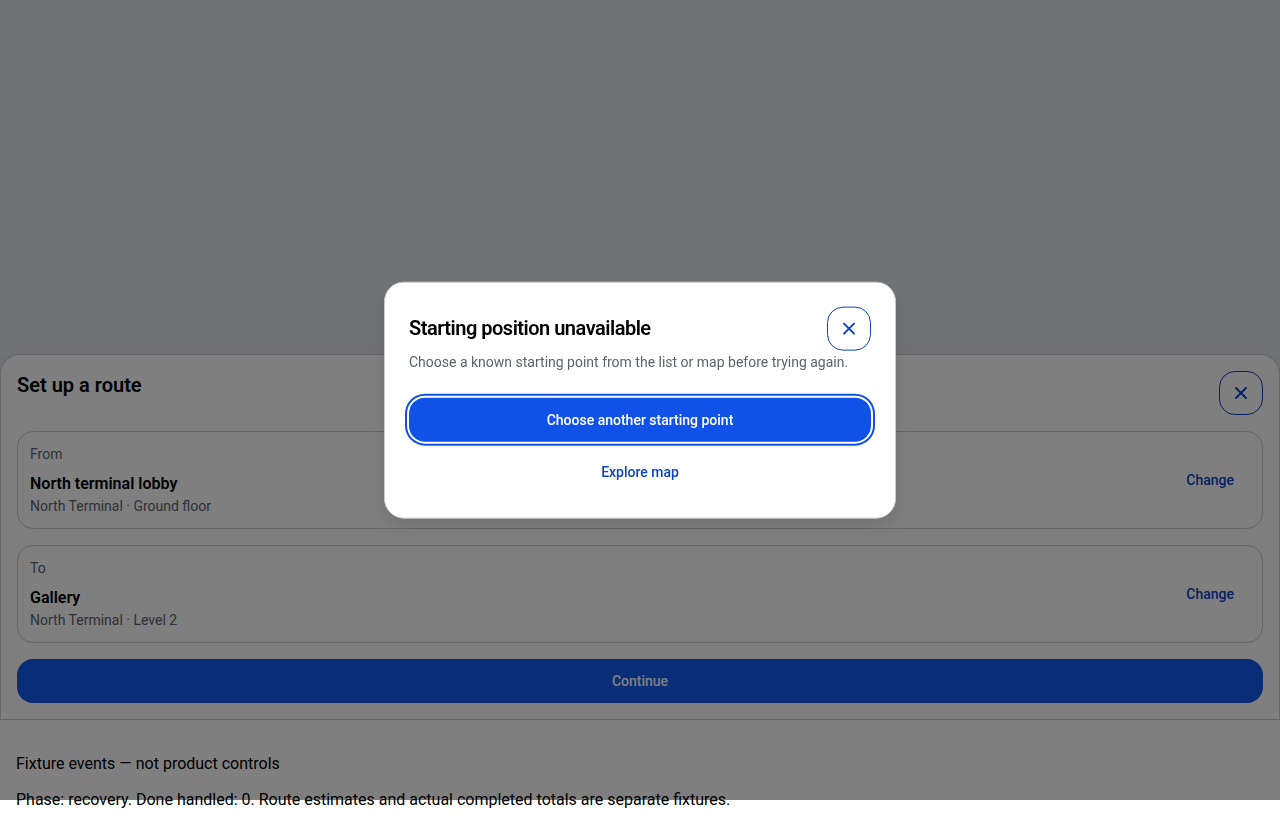 Starting position unavailable
Choose a known starting point from the list or map before trying again.
Choose another starting point
Explore map
Set up a route
From
North terminal lobby
North Terminal · Ground floor
Change
To
Gallery
North Terminal · Level 2
Change
Continue
Fixture events — not product controls
Phase: recovery. Done handled: 0. Route estimates and actual completed totals are separate fixtures.